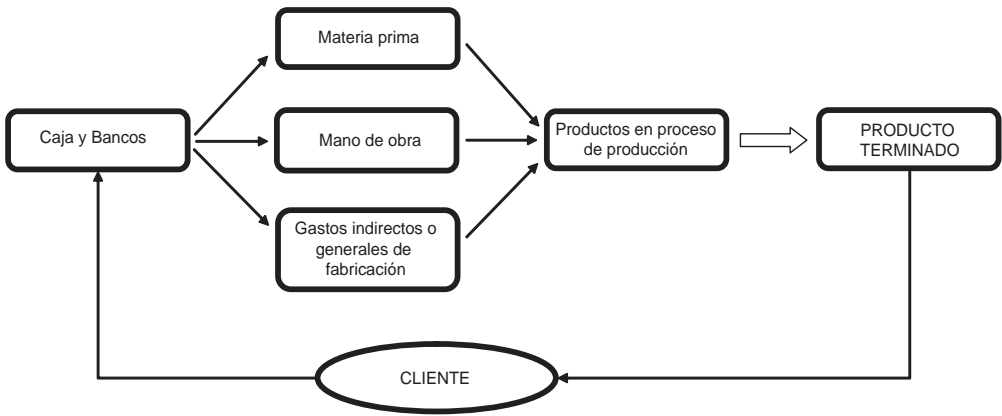 Materia prima
Caja y Bancos
Mano de obra
Productos en proceso
de producción
PRODUCTO
TERMINADO
Gastos indirectos o
generales de
fabricación
CLIENTE